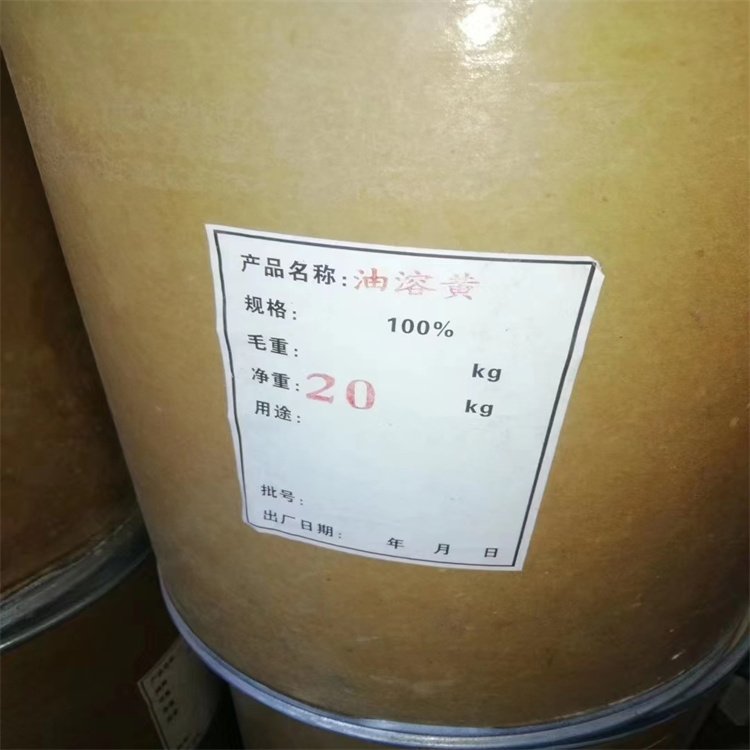 产品名称:油溶黄
规格: 100%
毛重: kg
净重:20 kg
用途:
批号:
出厂日期: 年 月 日